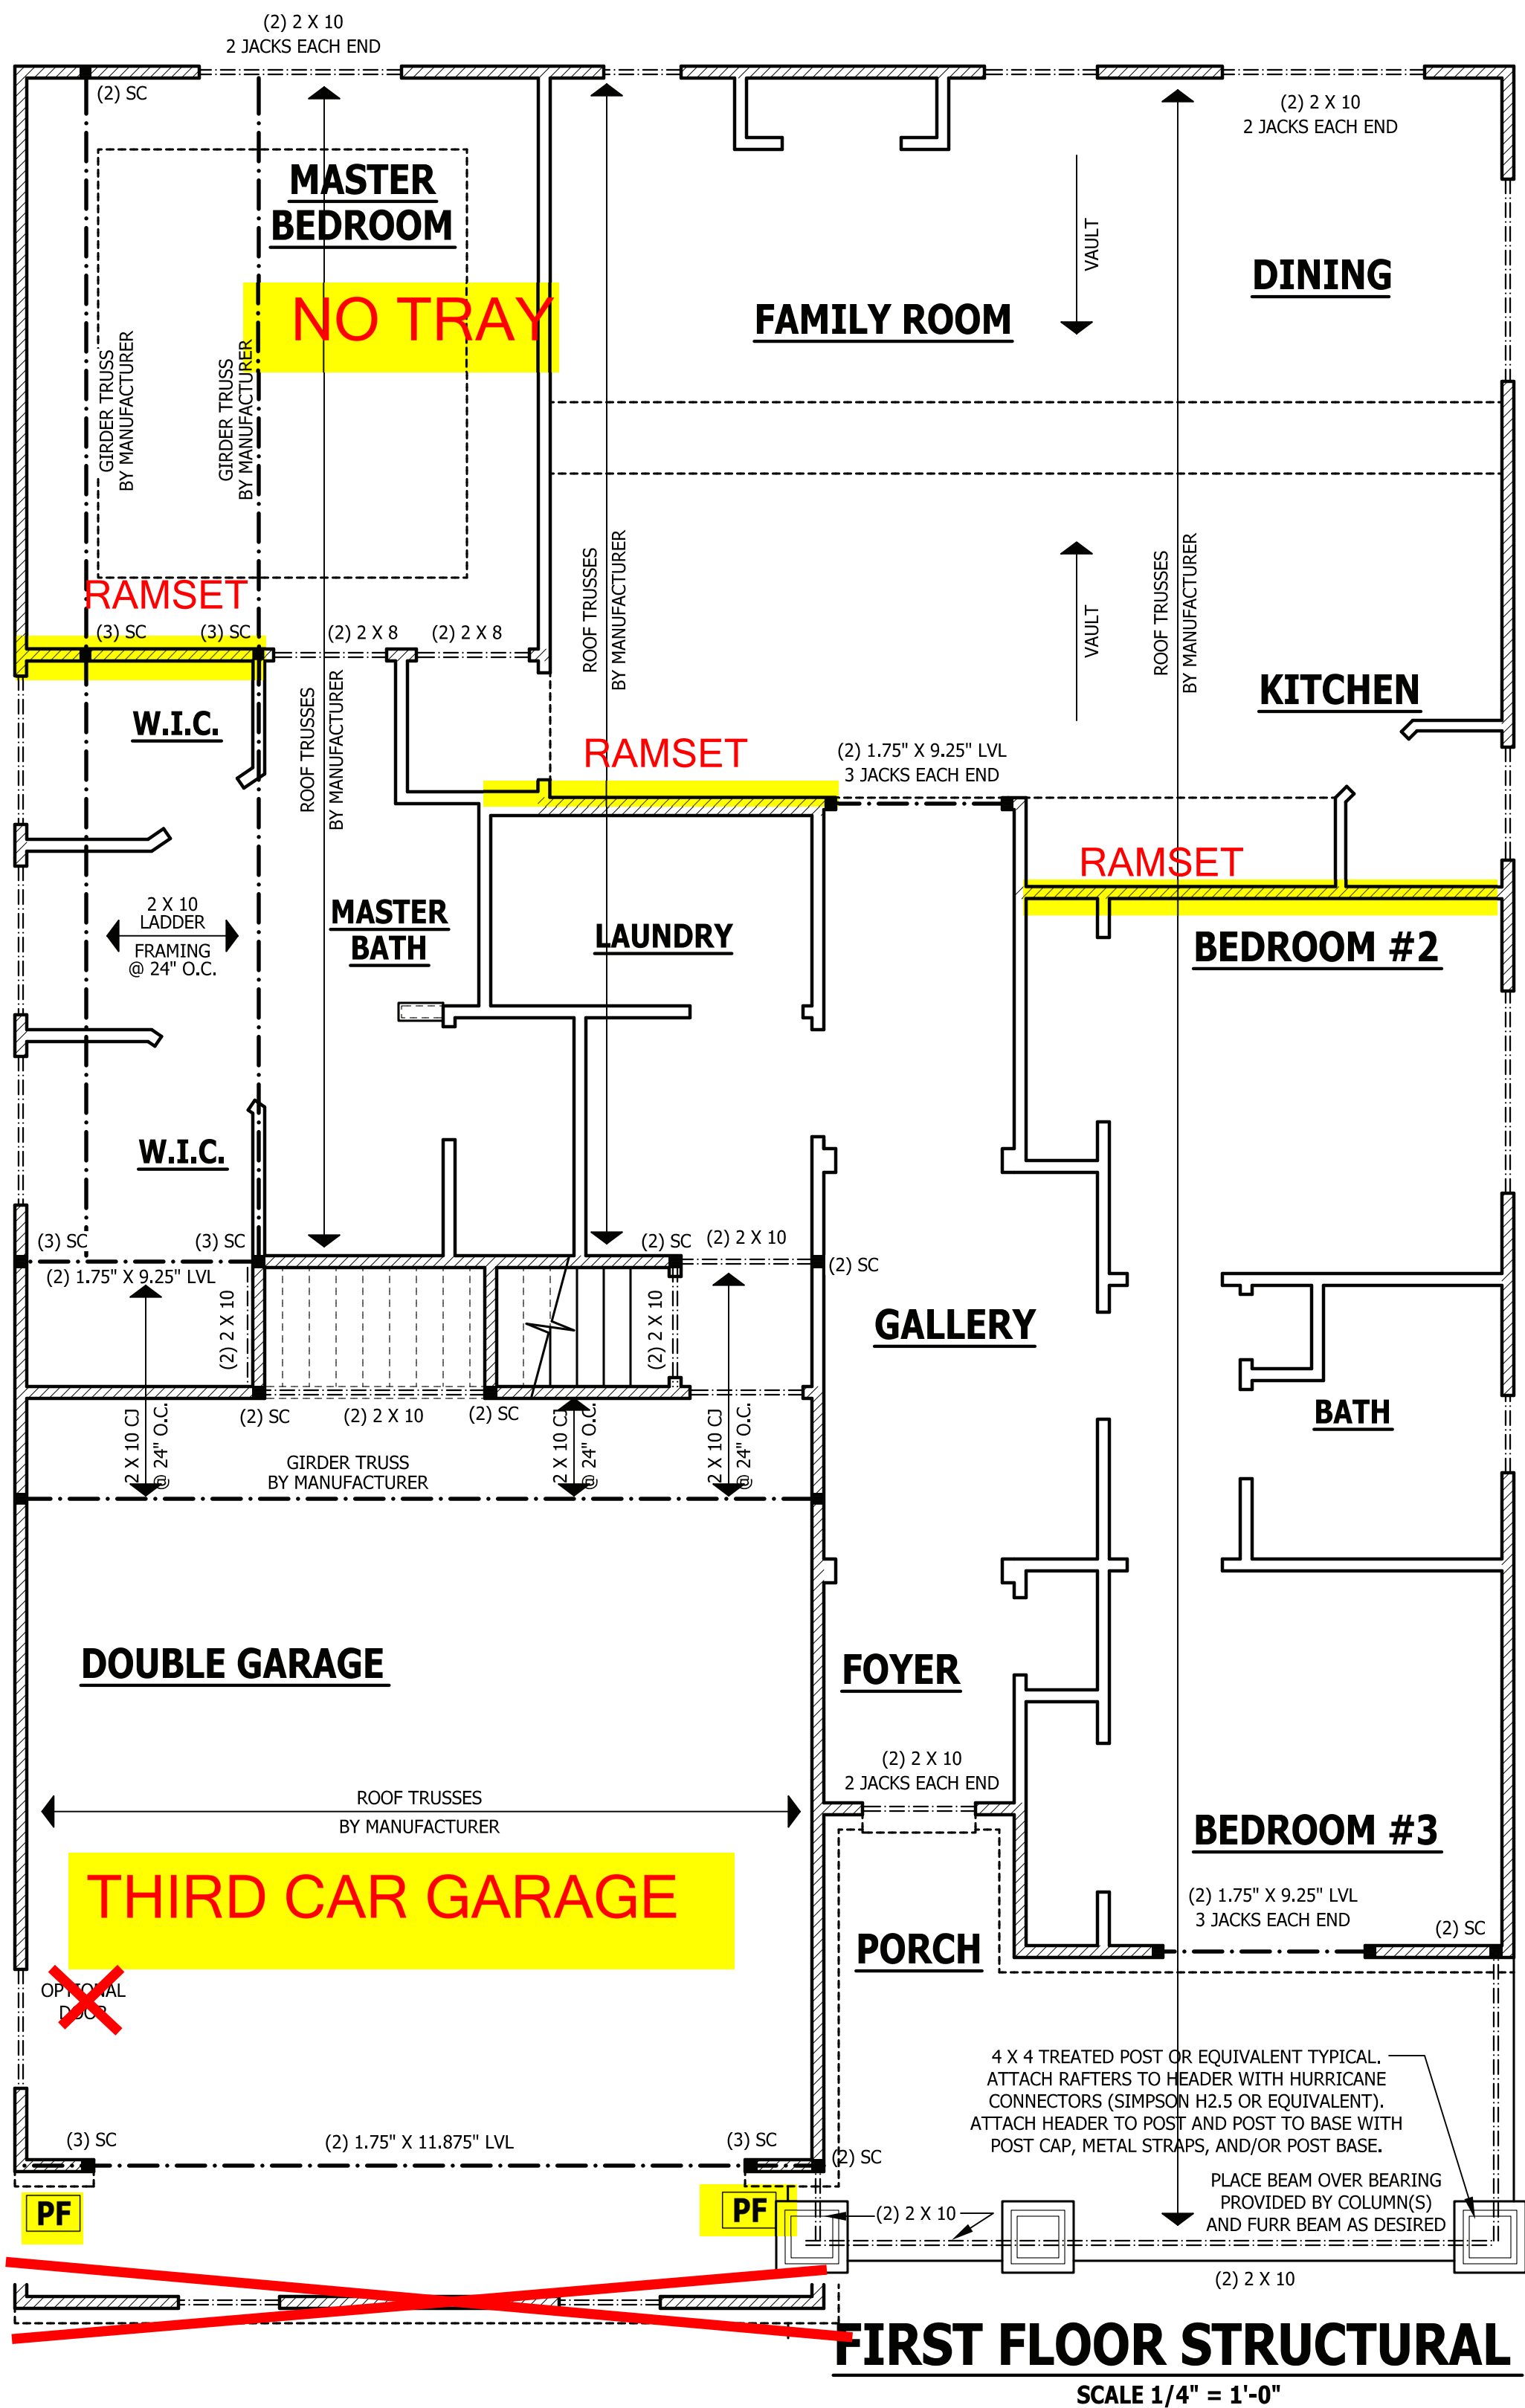 (2) 2 X 10
2 JACKS EACH END
(2) SC
(2) 2 X 10
2 JACKS EACH END
MASTER
BEDROOM
NO TRAY
GIRDER TRUSS
BY MANUFACTURER
GIRDER TRUSS
BY MANUFACTURER
FAMILY ROOM
VAULT
DINING
RAMSET
(3) SC
(3) SC
(2) 2 X 8
(2) 2 X 8
ROOF TRUSSES
BY MANUFACTURER
ROOF TRUSSES
BY MANUFACTURER
VAULT
ROOF TRUSSES
BY MANUFACTURER
KITCHEN
W.I.C.
RAMSET
(2) 1.75" X 9.25" LVL
3 JACKS EACH END
RAMSET
2 X 10
LADDER
FRAMING
@ 24" O.C.
MASTER
BATH
LAUNDRY
BEDROOM #2
W.I.C.
(3) SC
(3) SC
(2) SC
(2) 2 X 10
(2) SC
(2) 1.75" X 9.25" LVL
(2) 2 X 10
(2) 2 X 10
GALLERY
(2) SC
(2) 2 X 10
(2) SC
BATH
2 X 10 CJ
@ 24" O.C.
GIRDER TRUSS
BY MANUFACTURER
2 X 10 CJ
@ 24" O.C.
2 X 10 CJ
@ 24" O.C.
DOUBLE GARAGE
FOYER
(2) 2 X 10
2 JACKS EACH END
ROOF TRUSSES
BY MANUFACTURER
BEDROOM #3
THIRD CAR GARAGE
(2) 1.75" X 9.25" LVL
3 JACKS EACH END
(2) SC
PORCH
OPTIONAL
DOOR
4 X 4 TREATED POST OR EQUIVALENT TYPICAL.
ATTACH RAFTERS TO HEADER WITH HURRICANE
CONNECTORS (SIMPSON H2.5 OR EQUIVALENT).
ATTACH HEADER TO POST AND POST TO BASE WITH
POST CAP, METAL STRAPS, AND/OR POST BASE.
(3) SC
(2) 1.75" X 11.875" LVL
(3) SC
(2) SC
PLACE BEAM OVER BEARING
PROVIDED BY COLUMN(S)
AND FURR BEAM AS DESIRED
PF
PF
(2) 2 X 10
(2) 2 X 10
FIRST FLOOR STRUCTURAL
SCALE 1/4" = 1'-0"